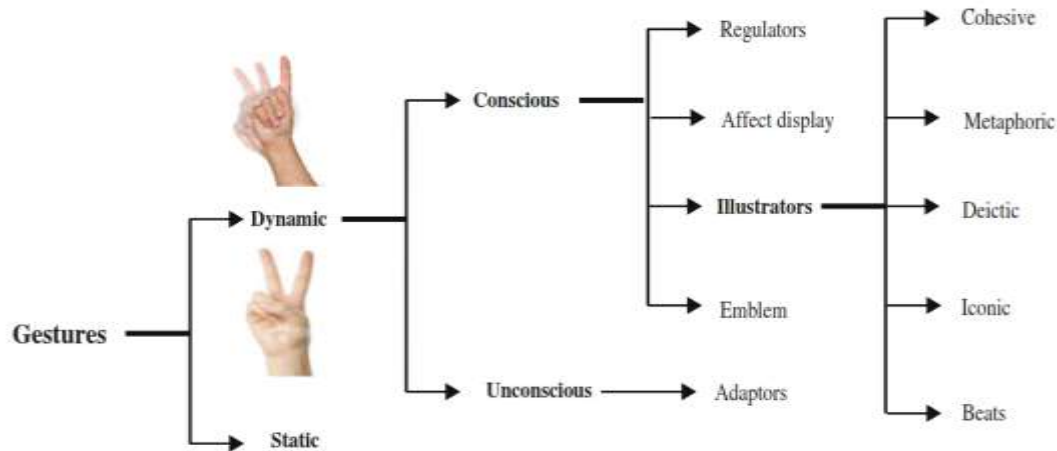 Cohesive
Regulators
Conscious
Affect display
Metaphoric
Dynamic
Illustrators
Deictic
Gestures
Emblem
Iconic
Unconscious
Adaptors
Beats
Static